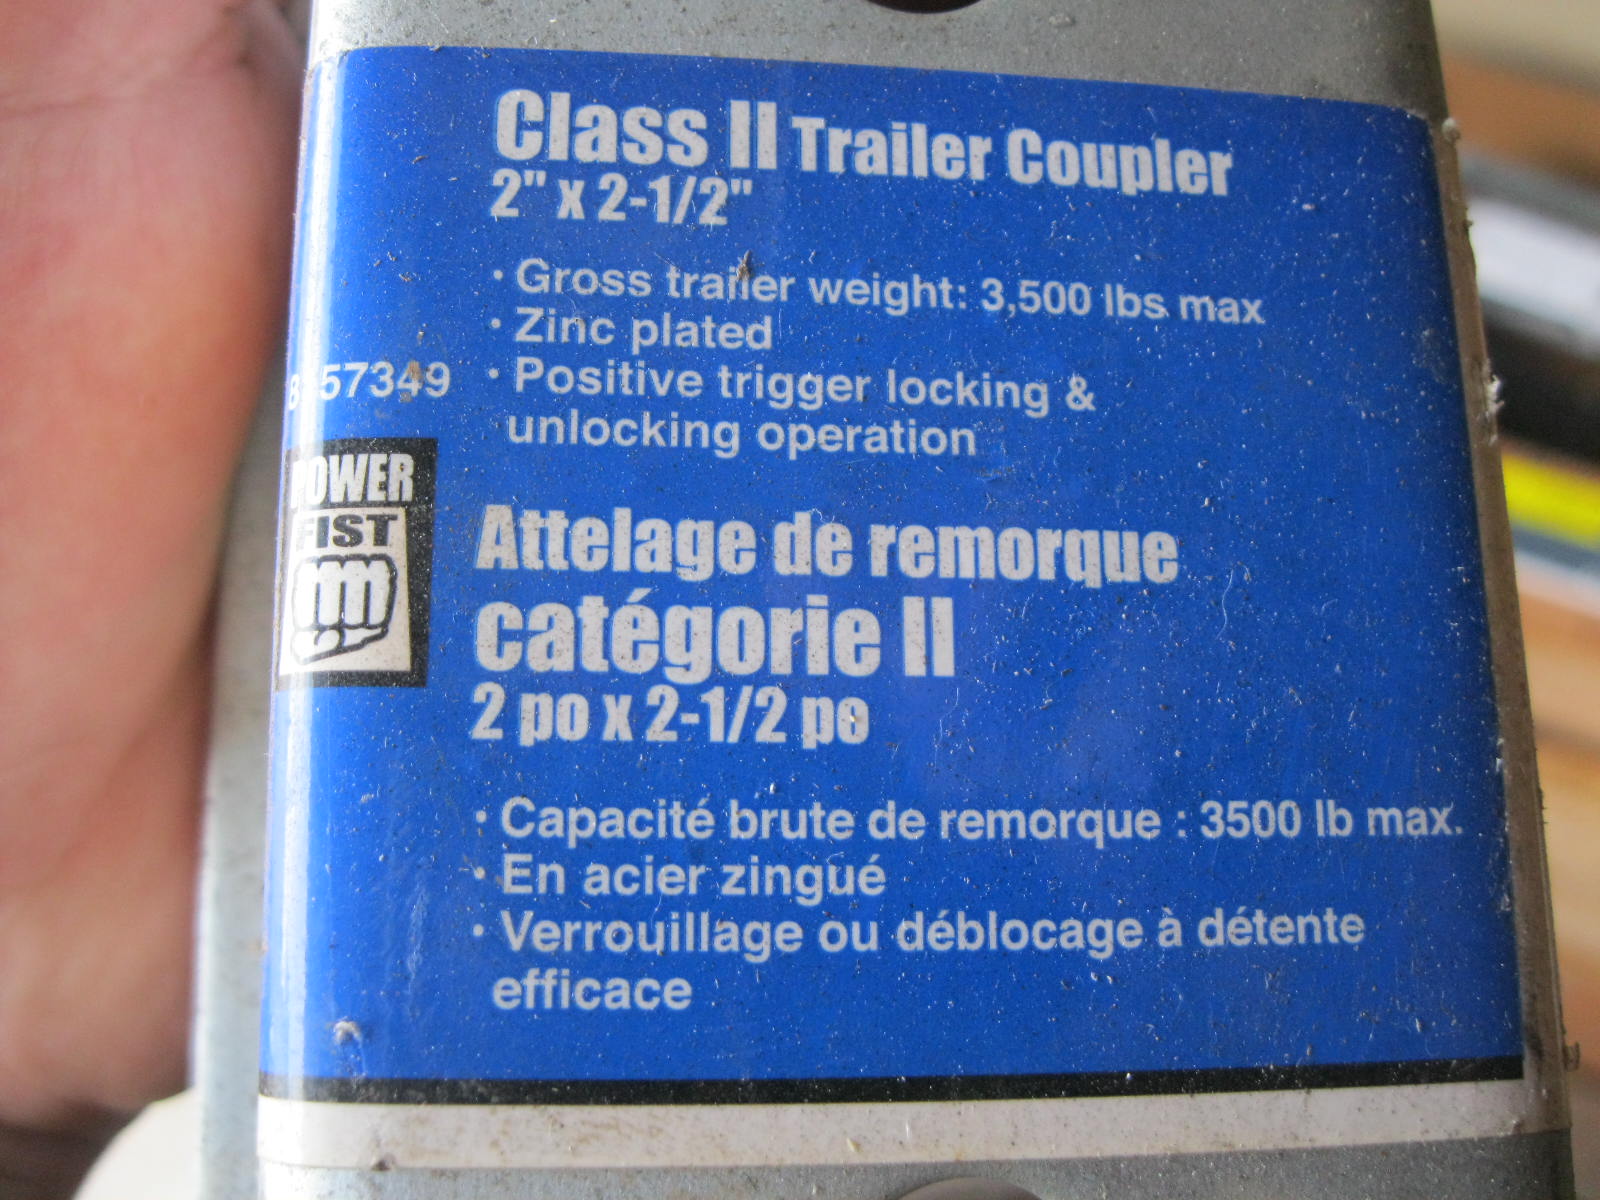 Class II Trailer Coupler
2" x 2-1/2"
· Gross trailer weight: 3,500 lbs max
· Zinc plated
· Positive trigger locking &
unlocking operation
57349
POWER
FIST
Attelage de remorque
catégorie II
2 po x 2-1/2 po
· Capacité brute de remorque : 3500 lb max.
· En acier zingué
· Verrouillage ou déblocage à détente
efficace